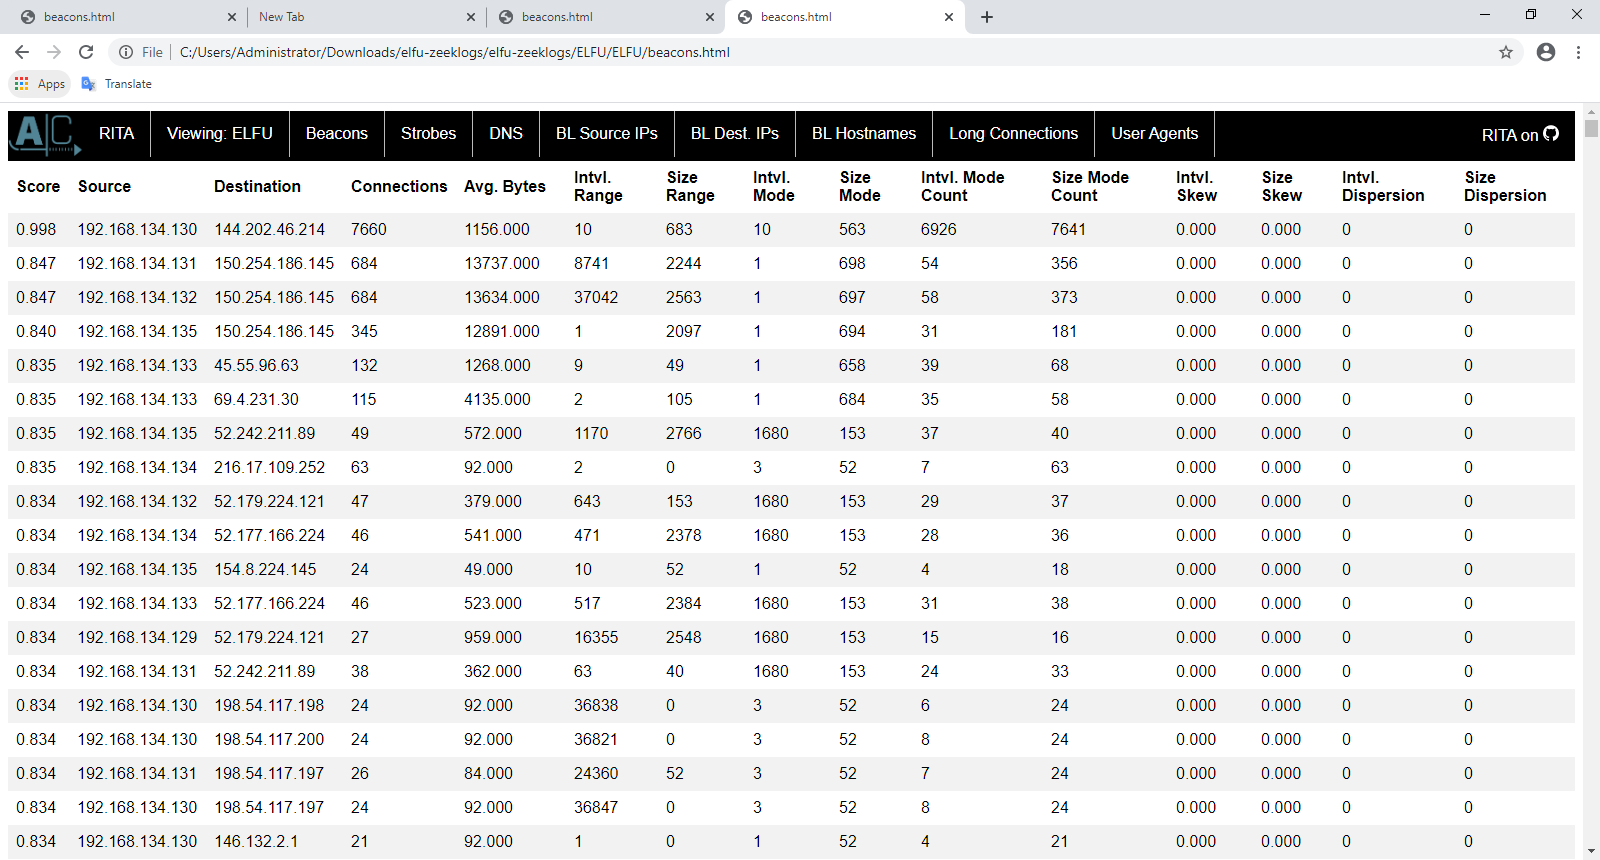 beacons.html New Tab beacons.html beacons.html
File C:/Users/Administrator/Downloads/elfu-zeeklogs/elfu-zeeklogs/ELFU/ELFU/beacons.html
Apps Translate
AC RITA Viewing: ELFU Beacons Strobes DNS BL Source IPs BL Dest. IPs BL Hostnames Long Connections User Agents RITA on
Score Source Destination Connections Avg. Bytes Intvl. Range Size Range Intvl. Mode Size Mode Intvl. Mode Count Size Mode Count Intvl. Skew Size Skew Intvl. Dispersion Size Dispersion
0.998 192.168.134.130 144.202.46.214 7660 1156.000 10 683 10 563 6926 7641 0.000 0.000 0 0
0.847 192.168.134.131 150.254.186.145 684 13737.000 8741 2244 1 698 54 356 0.000 0.000 0 0
0.847 192.168.134.132 150.254.186.145 684 13634.000 37042 2563 1 697 58 373 0.000 0.000 0 0
0.840 192.168.134.135 150.254.186.145 345 12891.000 1 2097 1 694 31 181 0.000 0.000 0 0
0.835 192.168.134.133 45.55.96.63 132 1268.000 9 49 1 658 39 68 0.000 0.000 0 0
0.835 192.168.134.133 69.4.231.30 115 4135.000 2 105 1 684 35 58 0.000 0.000 0 0
0.835 192.168.134.135 52.242.211.89 49 572.000 1170 2766 1680 153 37 40 0.000 0.000 0 0
0.835 192.168.134.134 216.17.109.252 63 92.000 2 0 3 52 7 63 0.000 0.000 0 0
0.834 192.168.134.132 52.179.224.121 47 379.000 643 153 1680 153 29 37 0.000 0.000 0 0
0.834 192.168.134.134 52.177.166.224 46 541.000 471 2378 1680 153 28 36 0.000 0.000 0 0
0.834 192.168.134.135 154.8.224.145 24 49.000 10 52 1 52 4 18 0.000 0.000 0 0
0.834 192.168.134.133 52.177.166.224 46 523.000 517 2384 1680 153 31 38 0.000 0.000 0 0
0.834 192.168.134.129 52.179.224.121 27 959.000 16355 2548 1680 153 15 16 0.000 0.000 0 0
0.834 192.168.134.131 52.242.211.89 38 362.000 63 40 1680 153 24 33 0.000 0.000 0 0
0.834 192.168.134.130 198.54.117.198 24 92.000 36838 0 3 52 6 24 0.000 0.000 0 0
0.834 192.168.134.130 198.54.117.200 24 92.000 36821 0 3 52 8 24 0.000 0.000 0 0
0.834 192.168.134.131 198.54.117.197 26 84.000 24360 52 3 52 7 24 0.000 0.000 0 0
0.834 192.168.134.130 198.54.117.197 24 92.000 36847 0 3 52 8 24 0.000 0.000 0 0
0.834 192.168.134.130 146.132.2.1 21 92.000 1 0 1 52 4 21 0.000 0.000 0 0